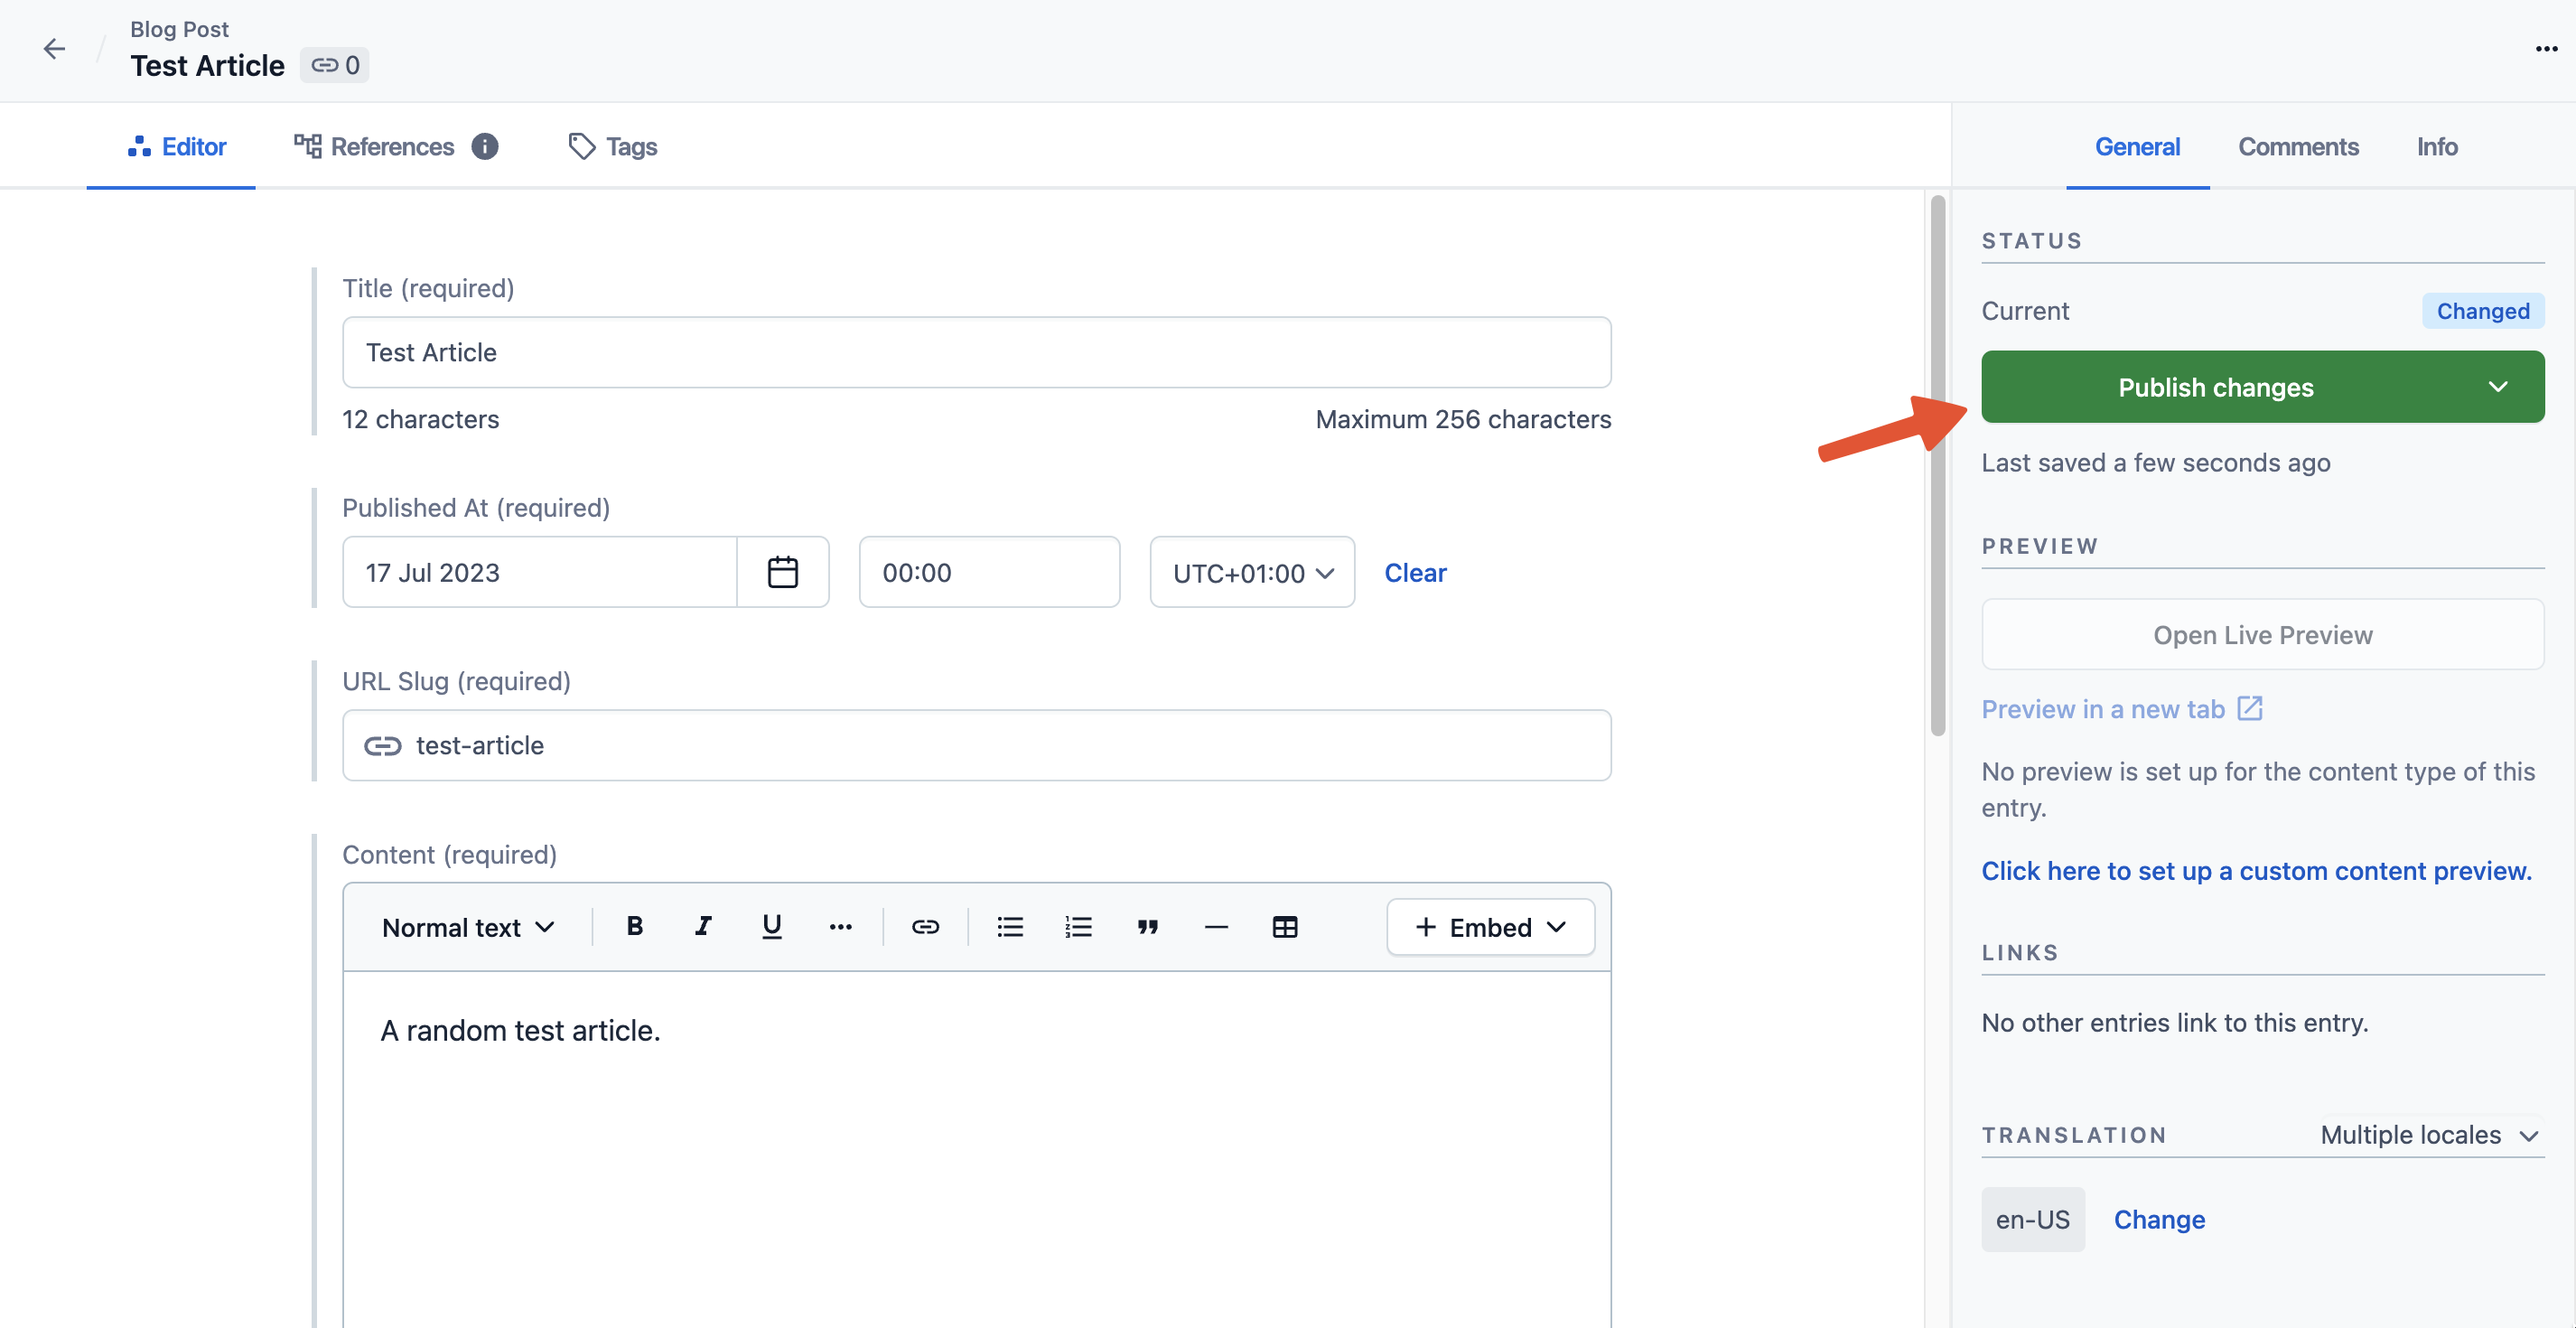 Blog Post
Test Article 0
Editor References Tags
General Comments Info
Title (required)
Test Article
12 characters Maximum 256 characters
Published At (required)
17 Jul 2023 00:00 UTC+01:00 Clear
URL Slug (required)
test-article
Content (required)
Normal text B I U Embed
A random test article.
STATUS
Current Changed
Publish changes
Last saved a few seconds ago
PREVIEW
Open Live Preview
Preview in a new tab
No preview is set up for the content type of this
entry.
Click here to set up a custom content preview.
LINKS
No other entries link to this entry.
TRANSLATION Multiple locales
en-US Change